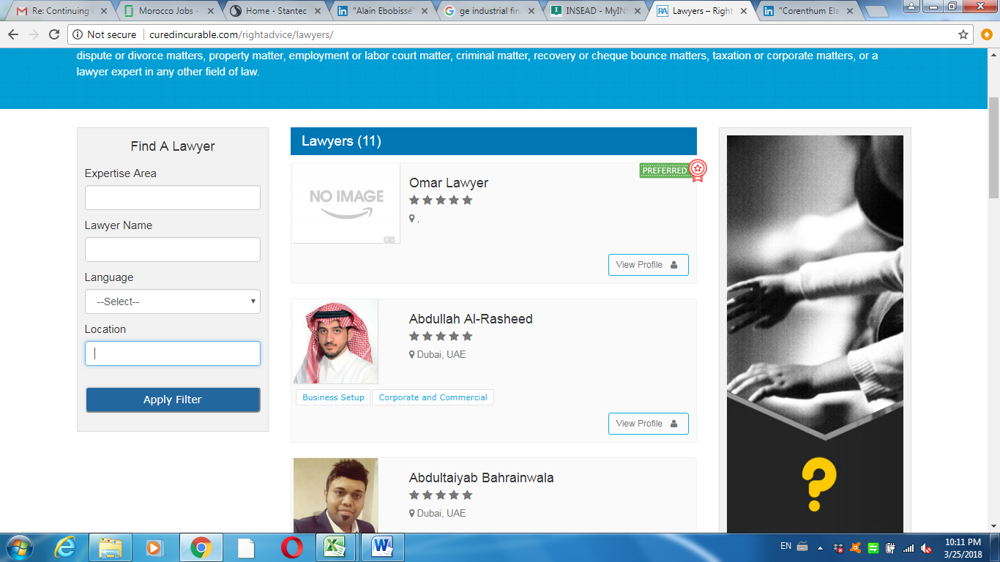 Re: Continuing
Morocco Jobs -
Home - Stantec
"Alain Ebobissé"
ge industrial fin
INSEAD - MyIN
Lawyers – Right
"Corenthum Ela
Not secure
curedincurable.com/rightadvice/lawyers/
dispute or divorce matters, property matter, employment or labor court matter, criminal matter, recovery or cheque bounce matters, taxation or corporate matters, or a
lawyer expert in any other field of law.
Find A Lawyer
Expertise Area
Lawyer Name
Language
--Select--
Location
Apply Filter
Lawyers (11)
PREFERRED
NO IMAGE
Omar Lawyer
,
View Profile
Abdullah Al-Rasheed
Dubai, UAE
Business Setup
Corporate and Commercial
View Profile
Abdultaiyab Bahrainwala
Dubai, UAE
?
EN
10:11 PM
3/25/2018